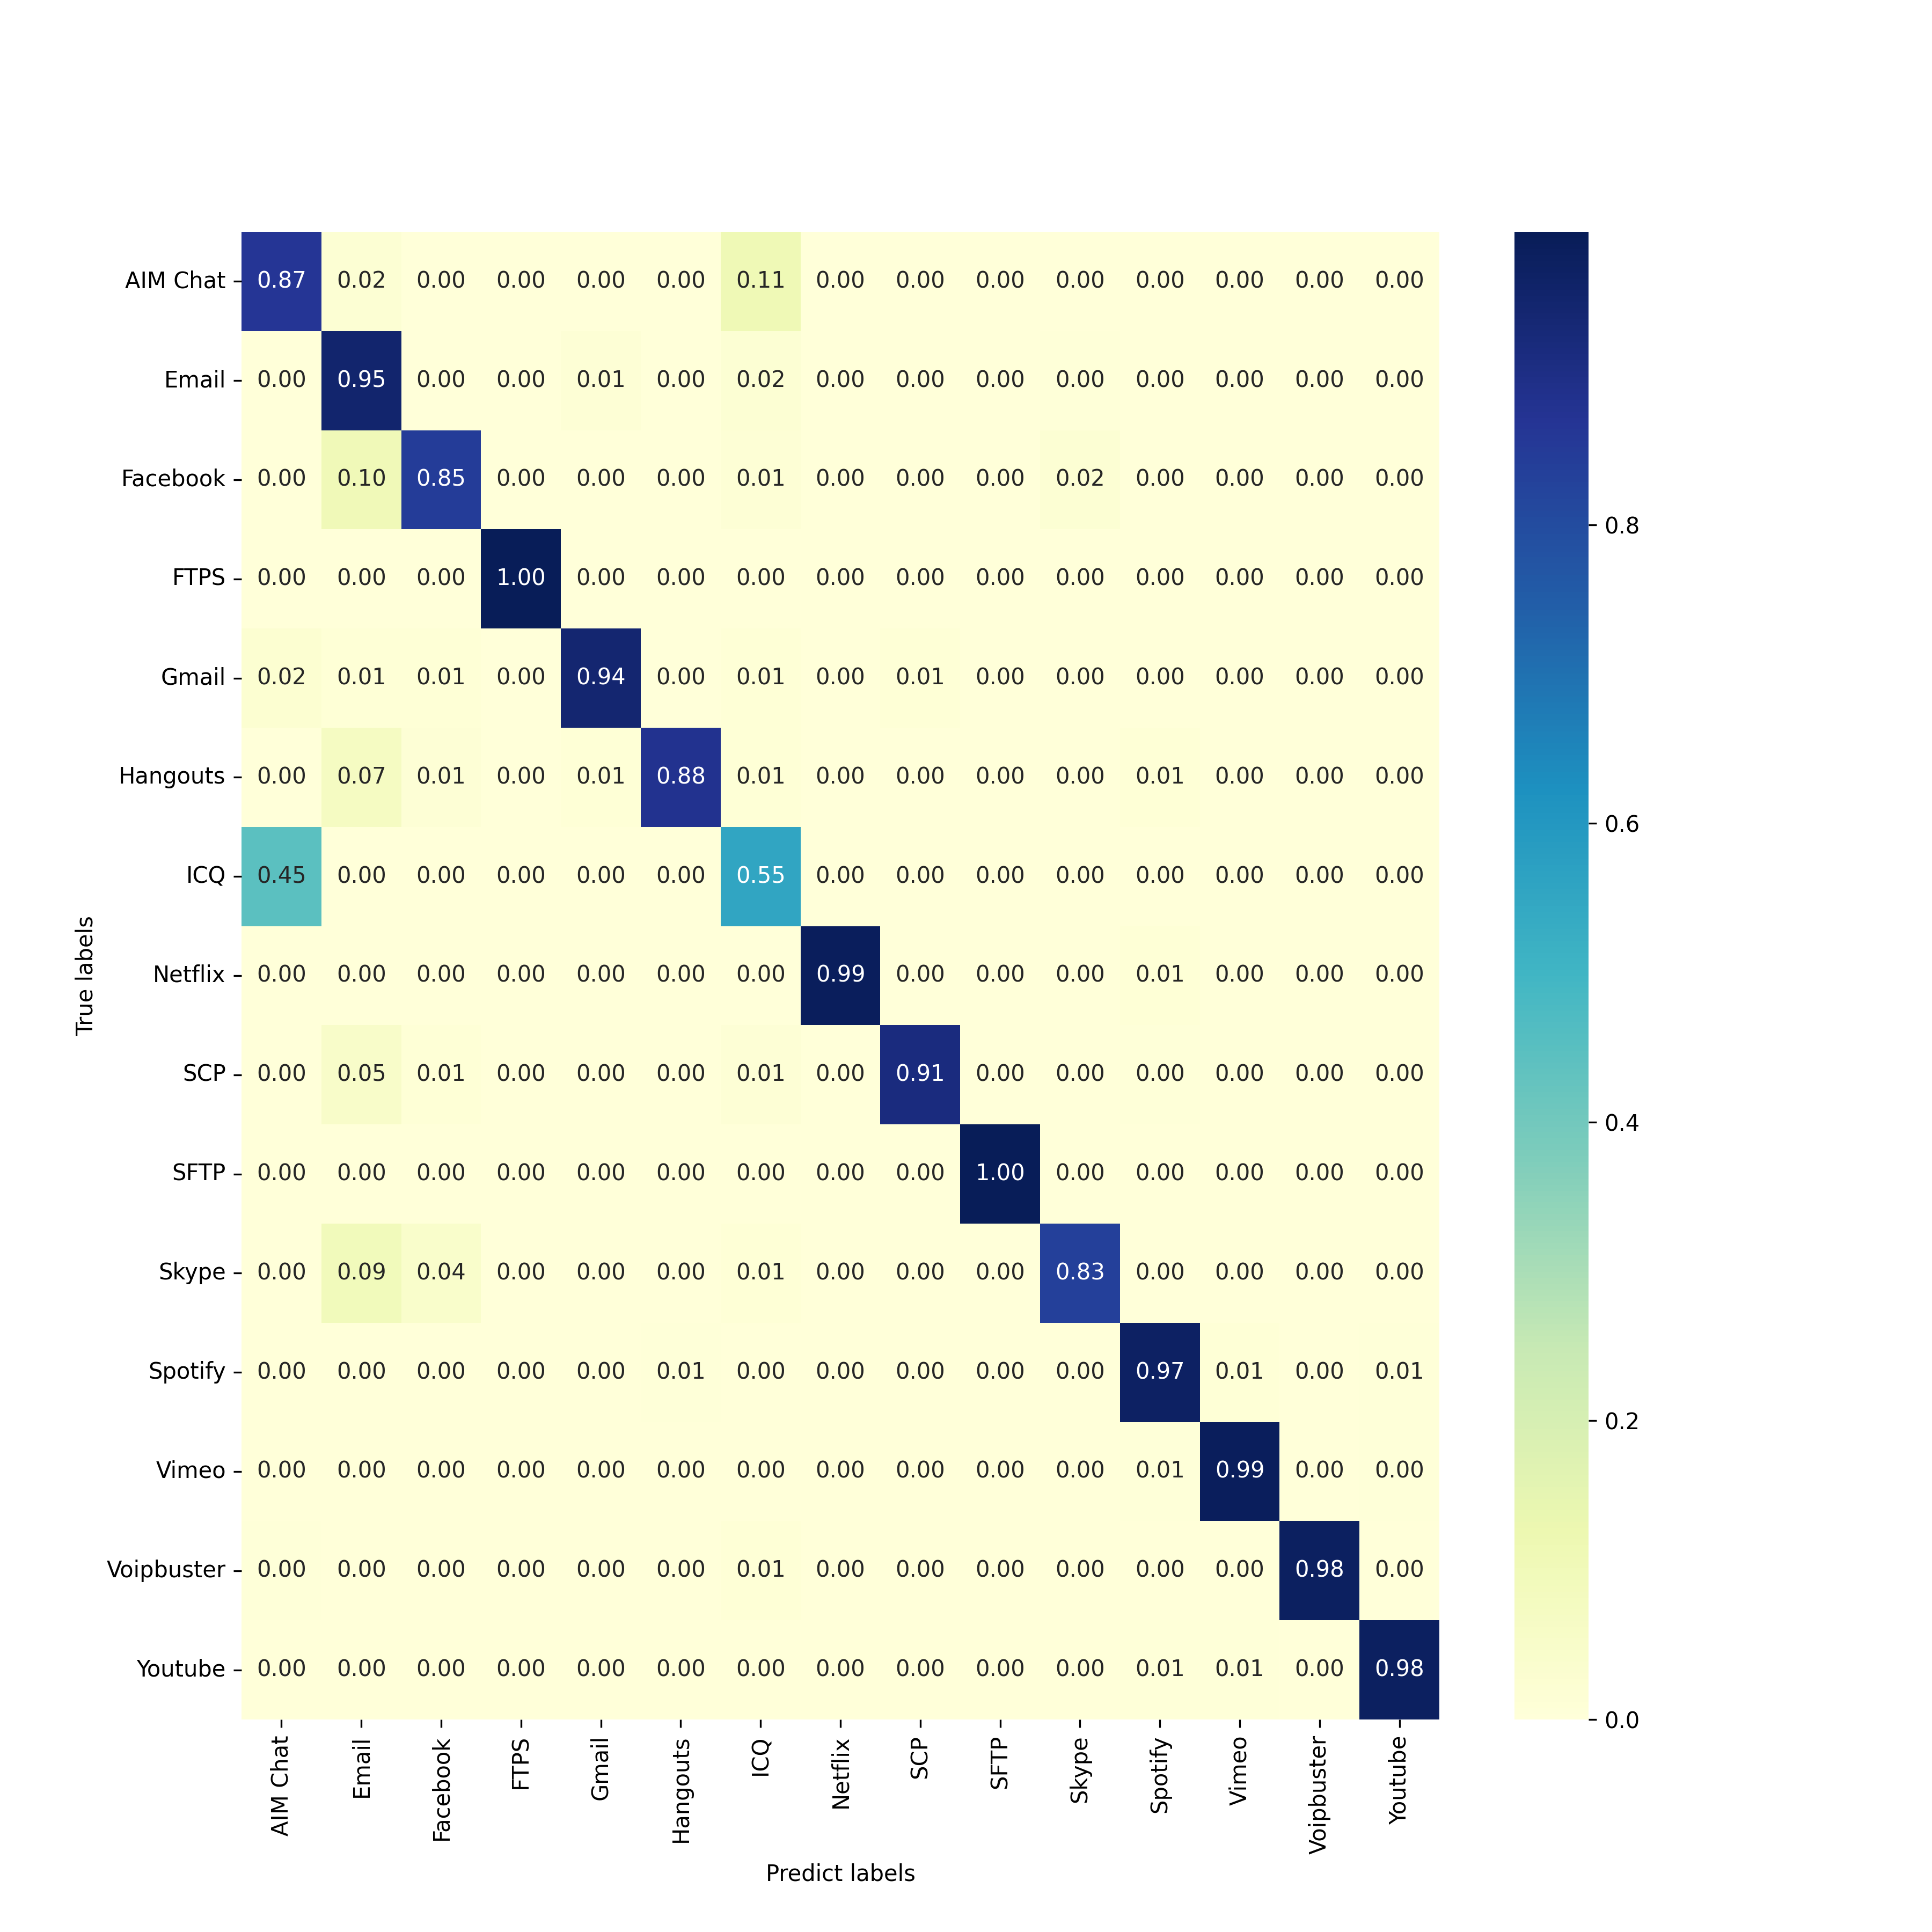 AIM Chat 0.87 0.02 0.00 0.00 0.00 0.00 0.11 0.00 0.00 0.00 0.00 0.00 0.00 0.00 0.00
Email 0.00 0.95 0.00 0.00 0.01 0.00 0.02 0.00 0.00 0.00 0.00 0.00 0.00 0.00 0.00
Facebook 0.00 0.10 0.85 0.00 0.00 0.00 0.01 0.00 0.00 0.00 0.02 0.00 0.00 0.00 0.00
FTPS 0.00 0.00 0.00 1.00 0.00 0.00 0.00 0.00 0.00 0.00 0.00 0.00 0.00 0.00 0.00
Gmail 0.02 0.01 0.01 0.00 0.94 0.00 0.01 0.00 0.01 0.00 0.00 0.00 0.00 0.00 0.00
Hangouts 0.00 0.07 0.01 0.00 0.01 0.88 0.01 0.00 0.00 0.00 0.00 0.01 0.00 0.00 0.00
ICQ 0.45 0.00 0.00 0.00 0.00 0.00 0.55 0.00 0.00 0.00 0.00 0.00 0.00 0.00 0.00
Netflix 0.00 0.00 0.00 0.00 0.00 0.00 0.00 0.99 0.00 0.00 0.00 0.01 0.00 0.00 0.00
SCP 0.00 0.05 0.01 0.00 0.00 0.00 0.01 0.00 0.91 0.00 0.00 0.00 0.00 0.00 0.00
SFTP 0.00 0.00 0.00 0.00 0.00 0.00 0.00 0.00 0.00 1.00 0.00 0.00 0.00 0.00 0.00
Skype 0.00 0.09 0.04 0.00 0.00 0.00 0.01 0.00 0.00 0.00 0.83 0.00 0.00 0.00 0.00
Spotify 0.00 0.00 0.00 0.00 0.00 0.01 0.00 0.00 0.00 0.00 0.00 0.97 0.01 0.00 0.01
Vimeo 0.00 0.00 0.00 0.00 0.00 0.00 0.00 0.00 0.00 0.00 0.00 0.01 0.99 0.00 0.00
Voipbuster 0.00 0.00 0.00 0.00 0.00 0.00 0.01 0.00 0.00 0.00 0.00 0.00 0.00 0.98 0.00
Youtube 0.00 0.00 0.00 0.00 0.00 0.00 0.00 0.00 0.00 0.00 0.00 0.01 0.01 0.00 0.98
True labels
AIM Chat
Email
Facebook
FTPS
Gmail
Hangouts
ICQ
Netflix
SCP
SFTP
Skype
Spotify
Vimeo
Voipbuster
Youtube
Predict labels
0.8
0.6
0.4
0.2
0.0